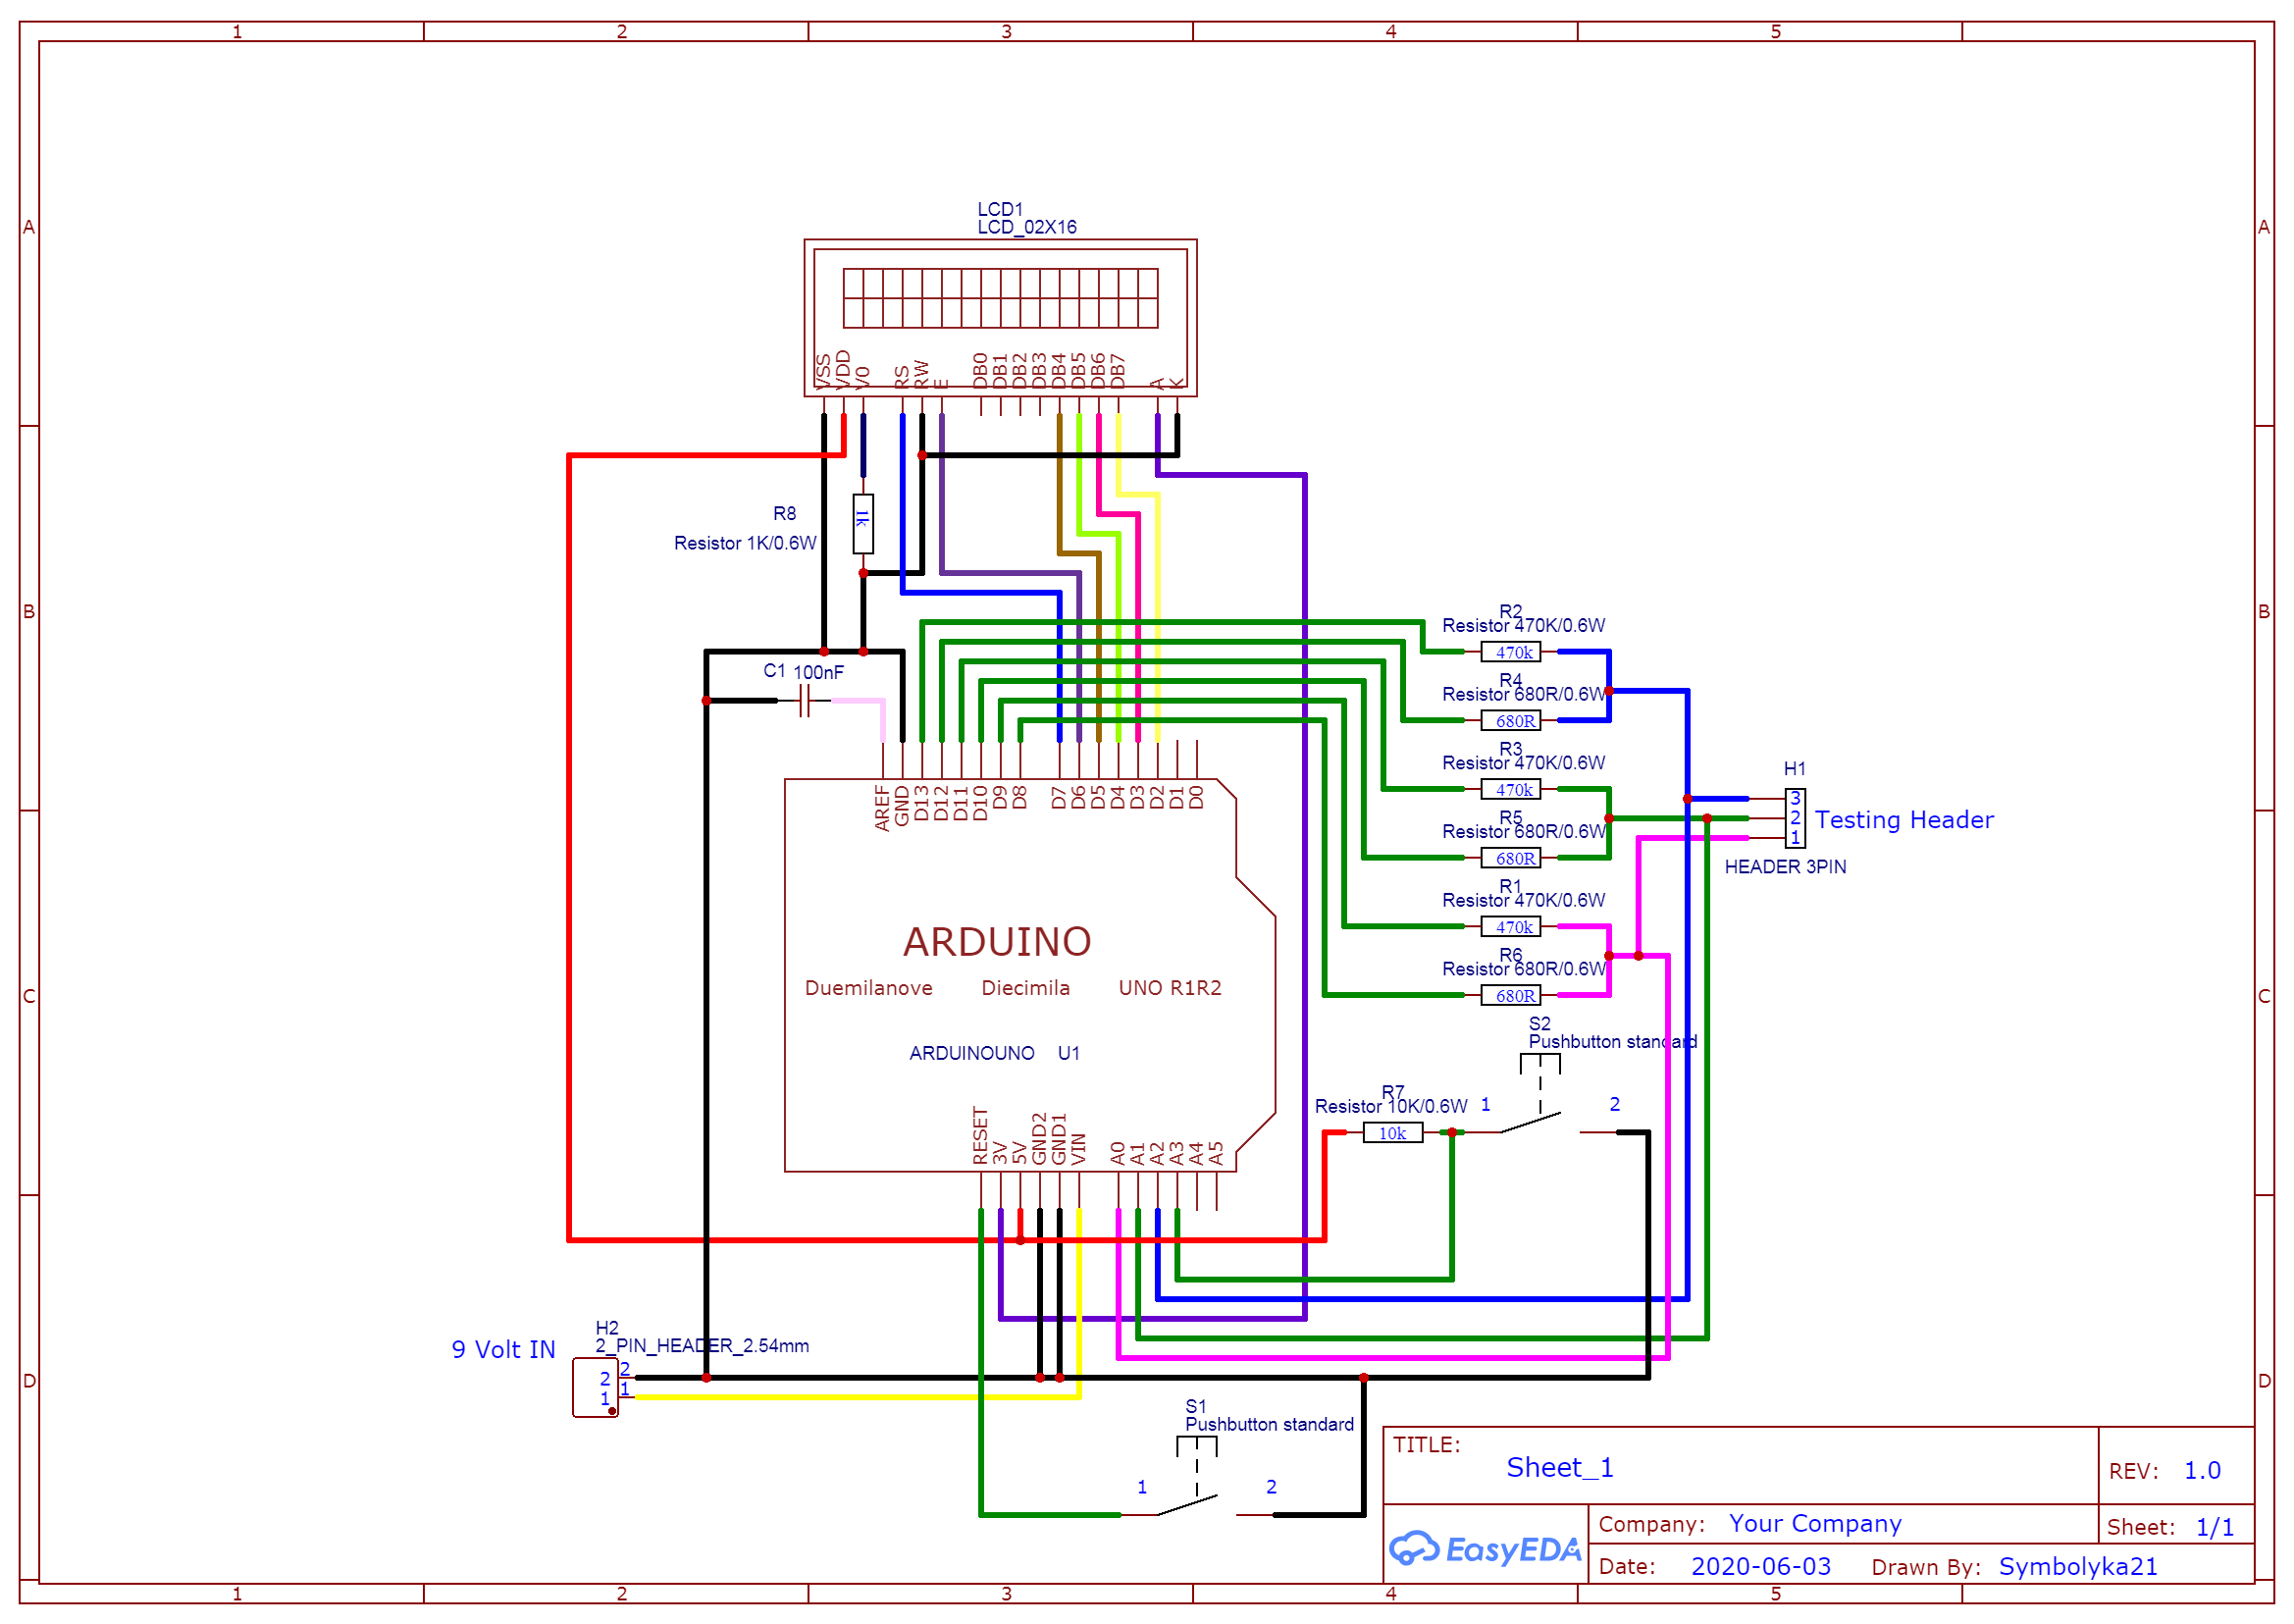 1 2 3 4 5
A A
LCD1
LCD_02X16
VSS VDD V0 RS RW E DB0 DB1 DB2 DB3 DB4 DB5 DB6 DB7 A K
R8
1k
Resistor 1K/0.6W
B B
R2
Resistor 470K/0.6W
470k
C1 100nF
R4
Resistor 680R/0.6W
680R
R3
Resistor 470K/0.6W
470k
H1
3
2
1
Testing Header
HEADER 3PIN
AREF GND D13 D12 D11 D10 D9 D8 D7 D6 D5 D4 D3 D2 D1 D0
R5
Resistor 680R/0.6W
680R
R1
Resistor 470K/0.6W
470k
ARDUINO
R6
Resistor 680R/0.6W
680R
Duemilanove Diecimila UNO R1R2
C C
ARDUINOUNO U1
S2
Pushbutton standard
1 2
R7
Resistor 10K/0.6W
10k
RESET 3V 5V GND2 GND1 VIN A0 A1 A2 A3 A4 A5
H2
2_PIN_HEADER_2.54mm
9 Volt IN
2 2
1 1
D D
S1
Pushbutton standard
1 2
TITLE:
Sheet_1
REV: 1.0
EasyEDA
Company: Your Company
Sheet: 1/1
Date: 2020-06-03 Drawn By: Symbolyka21
1 2 3 4 5